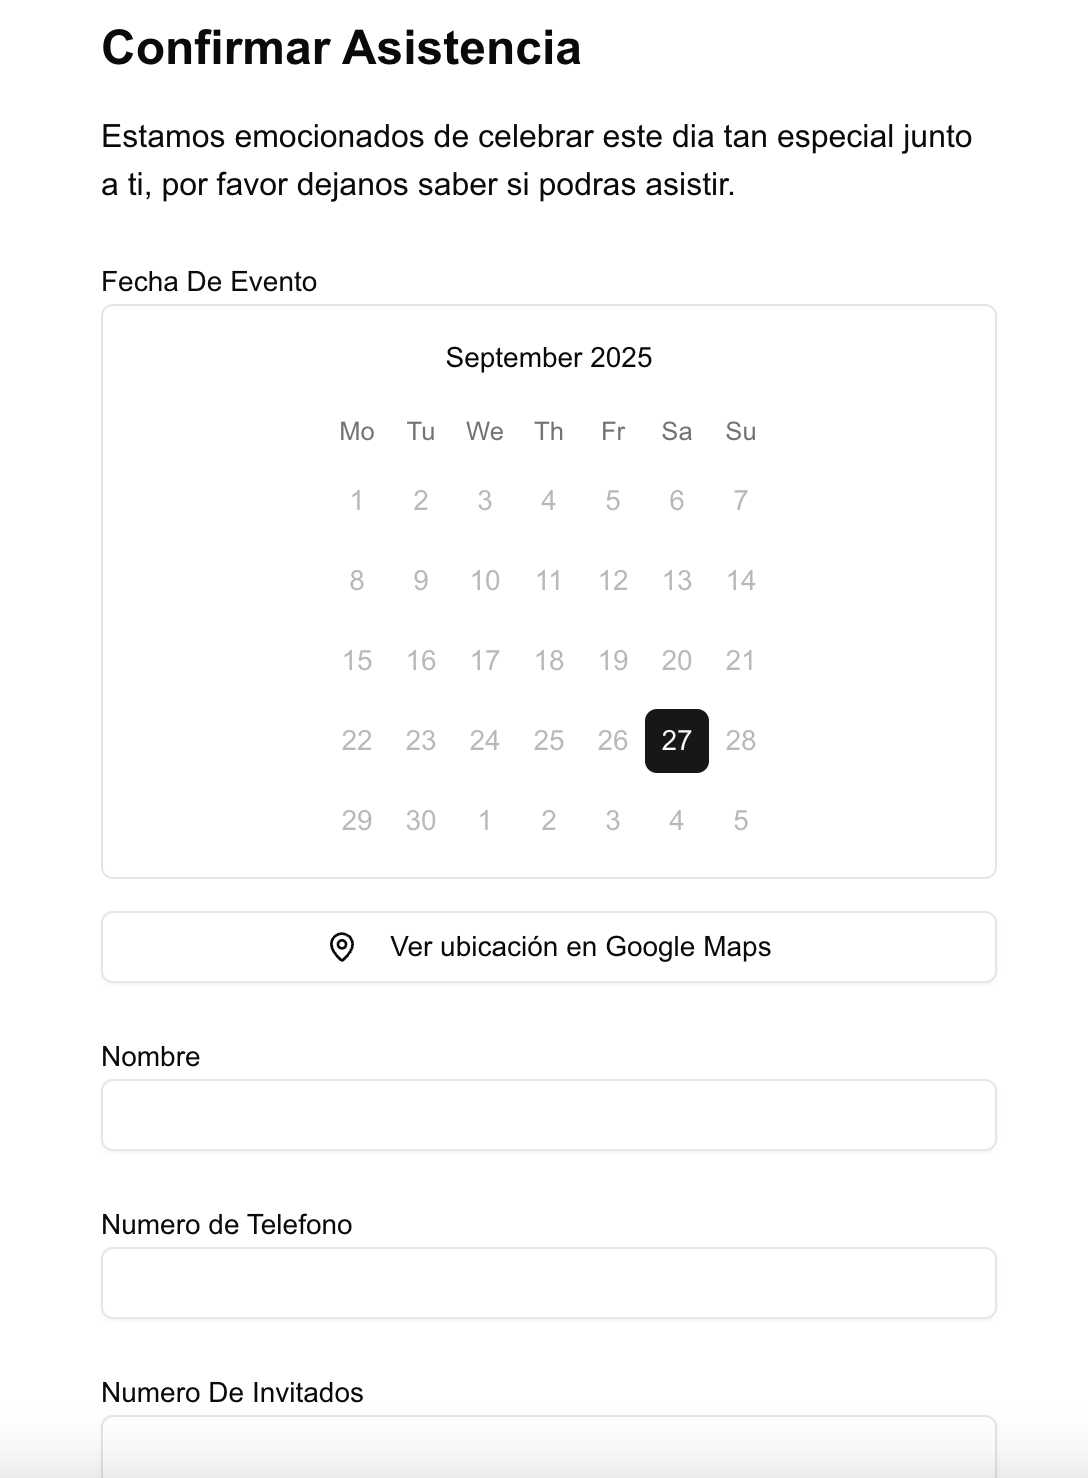 Confirmar Asistencia
Estamos emocionados de celebrar este dia tan especial junto
a ti, por favor dejanos saber si podras asistir.
Fecha De Evento
September 2025
Mo Tu We Th Fr Sa Su
1 2 3 4 5 6 7
8 9 10 11 12 13 14
15 16 17 18 19 20 21
22 23 24 25 26 27 28
29 30 1 2 3 4 5
Ver ubicación en Google Maps
Nombre
Numero de Telefono
Numero De Invitados